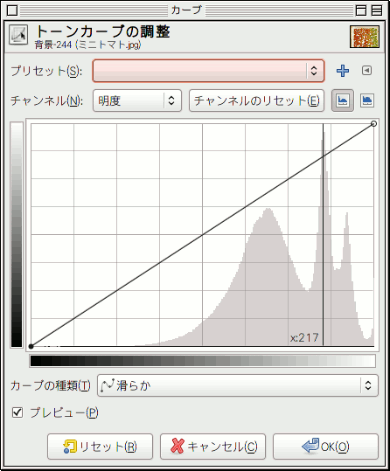 カーブ
トーンカーブの調整
背景-244 (ミニトマト.jpg)
プリセット(S):
チャンネル(N): 明度 チャンネルのリセット(E)
x:217
カーブの種類(T) 滑らか
プレビュー(P)
リセット(R) キャンセル(C) OK(O)